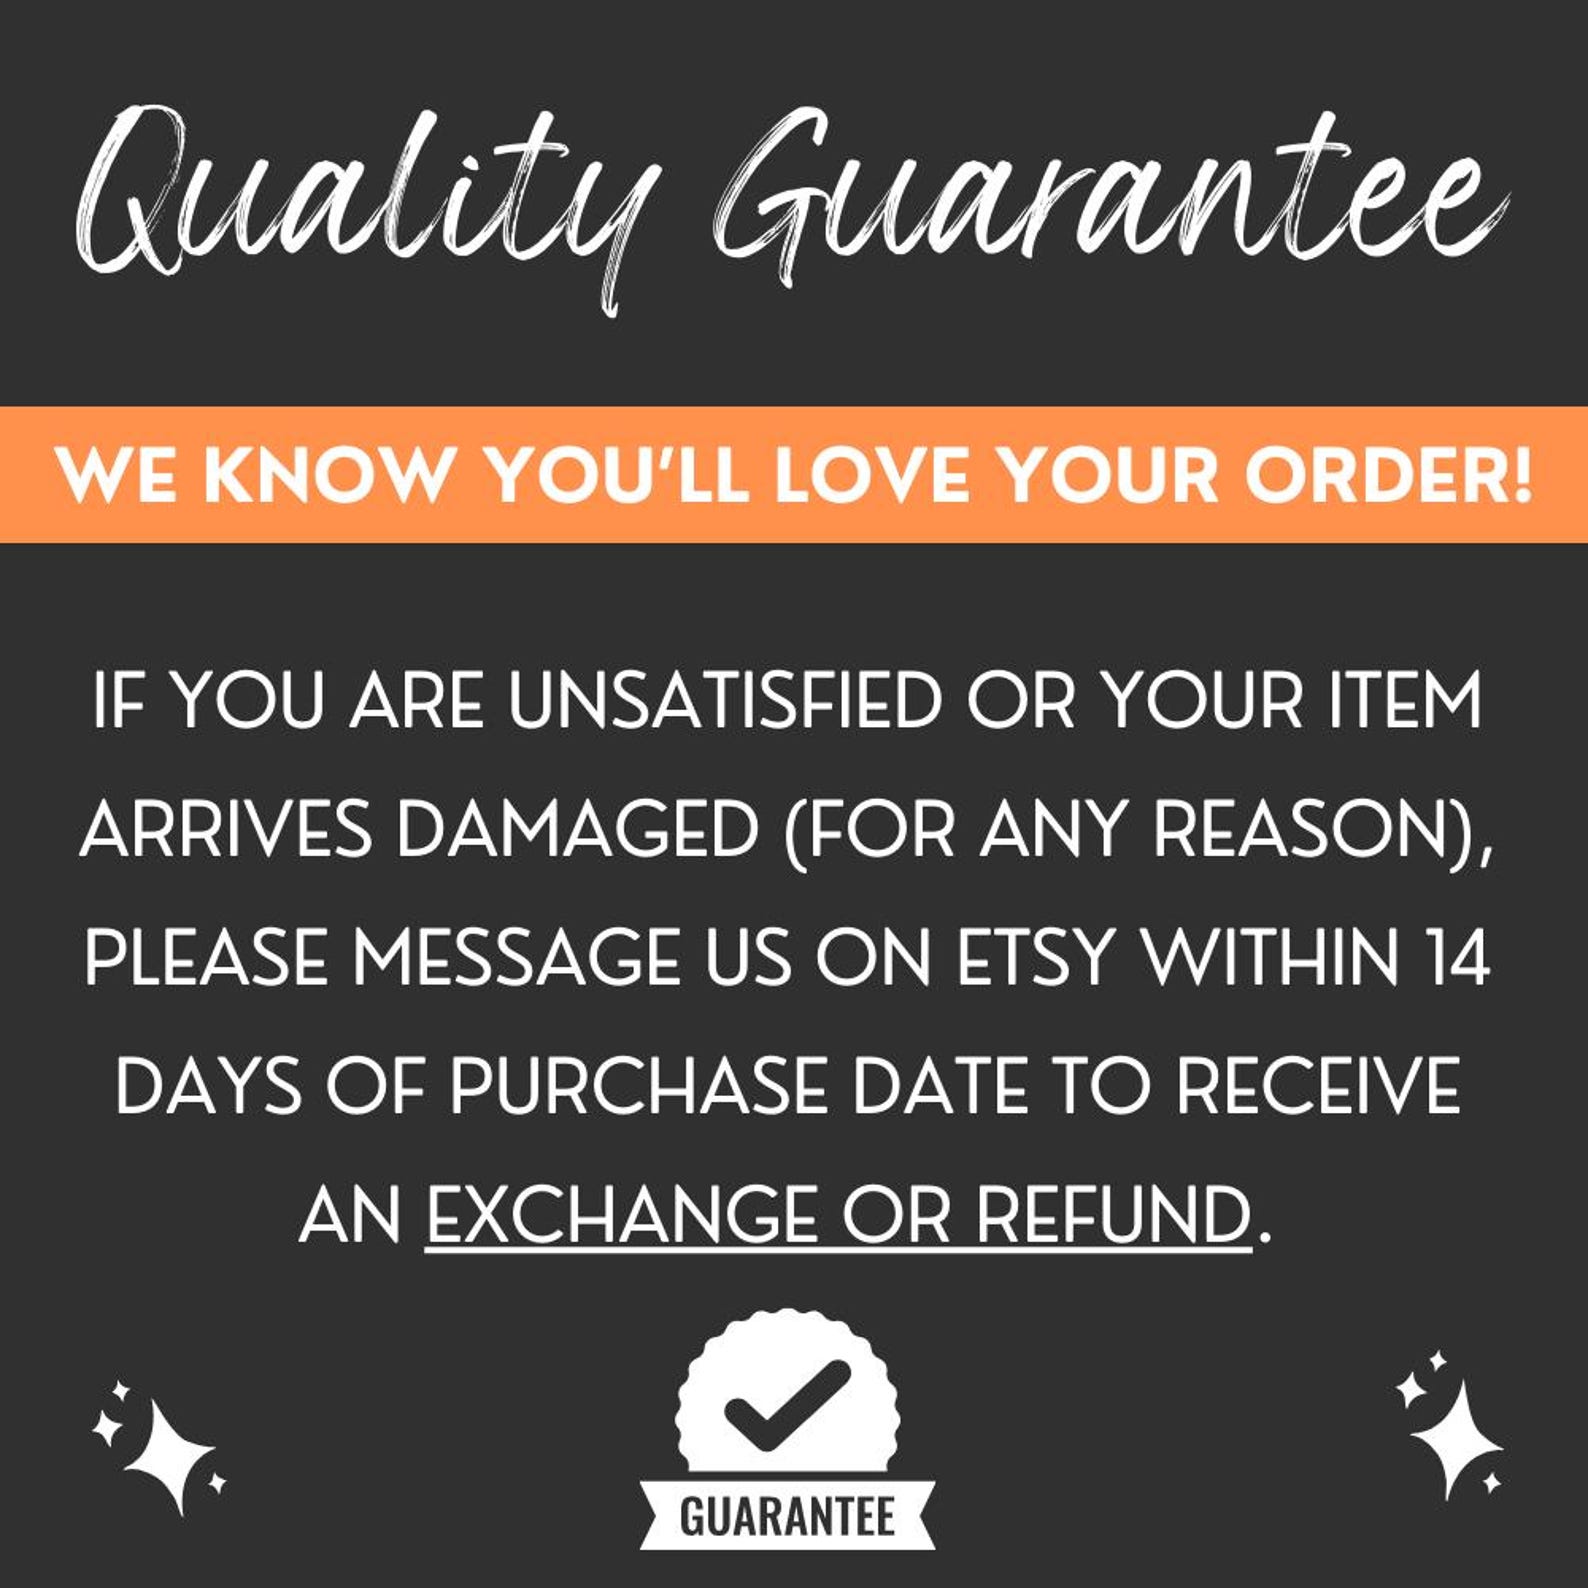 Quality Guarantee
WE KNOW YOU'LL LOVE YOUR ORDER!
IF YOU ARE UNSATISFIED OR YOUR ITEM
ARRIVES DAMAGED (FOR ANY REASON),
PLEASE MESSAGE US ON ETSY WITHIN 14
DAYS OF PURCHASE DATE TO RECEIVE
AN EXCHANGE OR REFUND.
GUARANTEE